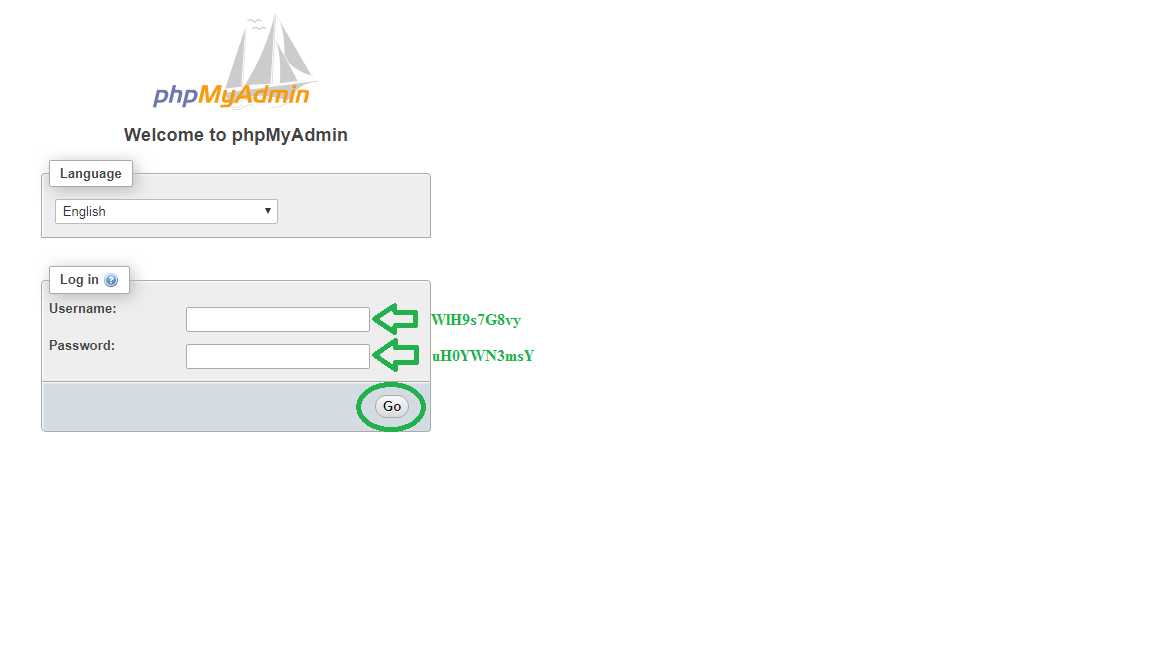 phpMyAdmin
Welcome to phpMyAdmin
Language
English
Log in
Username:
WlH9s7G8vy
Password:
uH0YWN3msY
Go